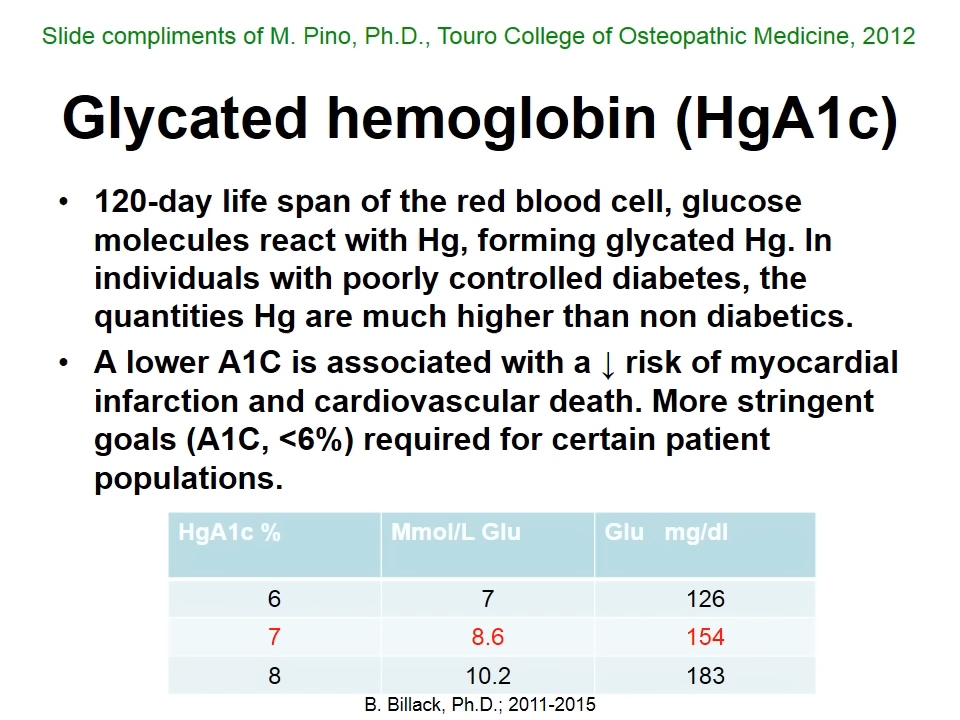 Slide compliments of M. Pino, Ph.D., Touro College of Osteopathic Medicine, 2012
Glycated hemoglobin (HgA1c)
• 120-day life span of the red blood cell, glucose
molecules react with Hg, forming glycated Hg. In
individuals with poorly controlled diabetes, the
quantities Hg are much higher than non diabetics.
• A lower A1C is associated with a ↓ risk of myocardial
infarction and cardiovascular death. More stringent
goals (A1C, <6%) required for certain patient
populations.
HgA1c % Mmol/L Glu Glu mg/dl
6 7 126
7 8.6 154
8 10.2 183
B. Billack, Ph.D.; 2011-2015